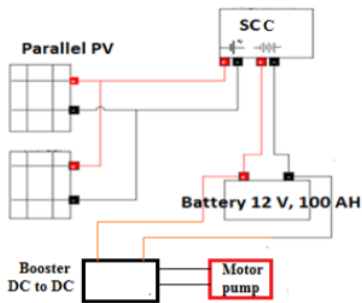 SCC
Parallel PV
Battery 12 V, 100 AH
Booster
DC to DC
Motor
pump